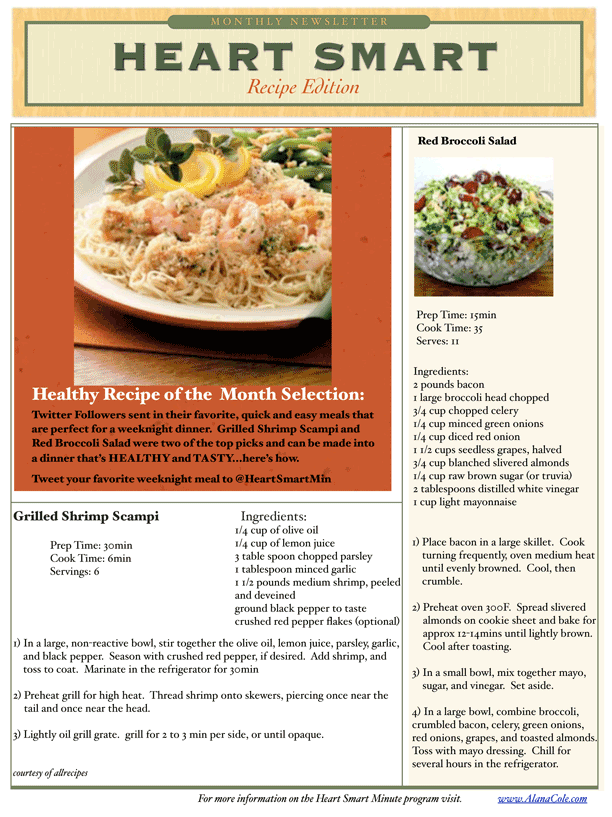 MONTHLY NEWSLETTER
HEART SMART
Recipe Edition
Healthy Recipe of the Month Selection:
Twitter Followers sent in their favorite, quick and easy meals that
are perfect for a weeknight dinner. Grilled Shrimp Scampi and
Red Broccoli Salad were two of the top picks and can be made into
a dinner that's HEALTHY and TASTY...here's how.
Tweet your favorite weeknight meal to @HeartSmartMin
Grilled Shrimp Scampi
Prep Time: 30min
Cook Time: 6min
Servings: 6
Ingredients:
1/4 cup of olive oil
1/4 cup of lemon juice
3 table spoon chopped parsley
1 tablespoon minced garlic
1 1/2 pounds medium shrimp, peeled
and deveined
ground black pepper to taste
crushed red pepper flakes (optional)
1) In a large, non-reactive bowl, stir together the olive oil, lemon juice, parsley, garlic,
and black pepper. Season with crushed red pepper, if desired. Add shrimp, and
toss to coat. Marinate in the refrigerator for 30min
2) Preheat grill for high heat. Thread shrimp onto skewers, piercing once near the
tail and once near the head.
3) Lightly oil grill grate. grill for 2 to 3 min per side, or until opaque.
courtesy of allrecipes
Red Broccoli Salad
Prep Time: 15min
Cook Time: 35
Serves: 11
Ingredients:
2 pounds bacon
1 large broccoli head chopped
3/4 cup chopped celery
1/4 cup minced green onions
1/4 cup diced red onion
1 1/2 cups seedless grapes, halved
3/4 cup blanched slivered almonds
1/4 cup raw brown sugar (or truvia)
2 tablespoons distilled white vinegar
1 cup light mayonnaise
1) Place bacon in a large skillet. Cook
turning frequently, oven medium heat
until evenly browned. Cool, then
crumble.
2) Preheat oven 300F. Spread slivered
almonds on cookie sheet and bake for
approx 12-14mins until lightly brown.
Cool after toasting.
3) In a small bowl, mix together mayo,
sugar, and vinegar. Set aside.
4) In a large bowl, combine broccoli,
crumbled bacon, celery, green onions,
red onions, grapes, and toasted almonds.
Toss with mayo dressing. Chill for
several hours in the refrigerator.
For more information on the Heart Smart Minute program visit. www.AlanaCole.com